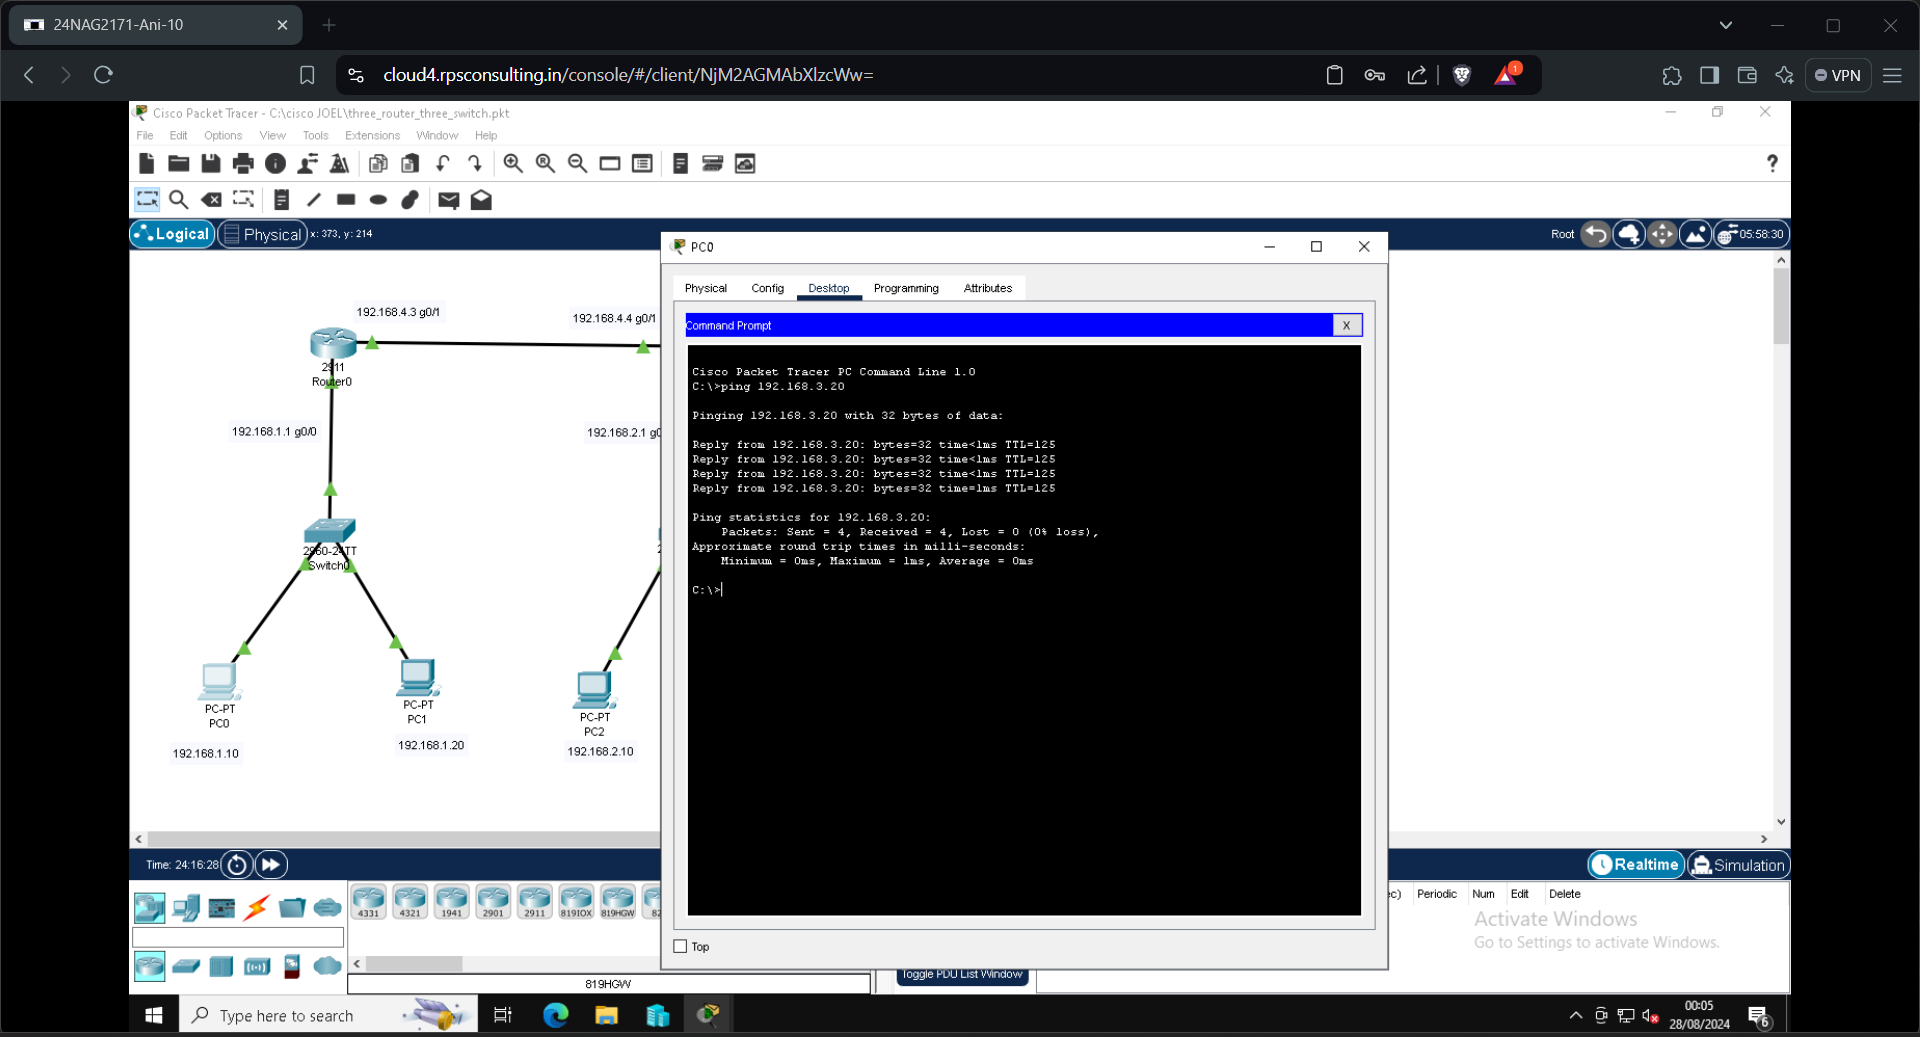 24NAG2171-Ani-10
cloud4.rpsconsulting.in/console/#/client/NjM2AGMAbXlzcWw=
1
VPN
Cisco Packet Tracer - C:\cisco JOEL\three_router_three_switch.pkt
File Edit Options View Tools Extensions Window Help
?
Logical Physical x: 373, y: 214
Root 05:58:30
192.168.4.3 g0/1
192.168.4.4 g0/1
2911
Router0
192.168.1.1 g0/0
192.168.2.1 g0
2960-24TT
Switch0
PC-PT
PC0
192.168.1.10
PC-PT
PC1
192.168.1.20
PC-PT
PC2
192.168.2.10
PC0
Physical Config Desktop Programming Attributes
Command Prompt X
Cisco Packet Tracer PC Command Line 1.0
C:\>ping 192.168.3.20
Pinging 192.168.3.20 with 32 bytes of data:
Reply from 192.168.3.20: bytes=32 time<1ms TTL=125
Reply from 192.168.3.20: bytes=32 time<1ms TTL=125
Reply from 192.168.3.20: bytes=32 time<1ms TTL=125
Reply from 192.168.3.20: bytes=32 time=1ms TTL=125
Ping statistics for 192.168.3.20:
Packets: Sent = 4, Received = 4, Lost = 0 (0% loss),
Approximate round trip times in milli-seconds:
Minimum = 0ms, Maximum = 1ms, Average = 0ms
C:\>
Top
Time: 24:16:28
Realtime Simulation
4331 4321 1941 2901 2911 819IOX 819HGW 82
819HGW
c) Periodic Num Edit Delete
Toggle PDU List Window
Activate Windows
Go to Settings to activate Windows.
Type here to search
00:05
28/08/2024
6